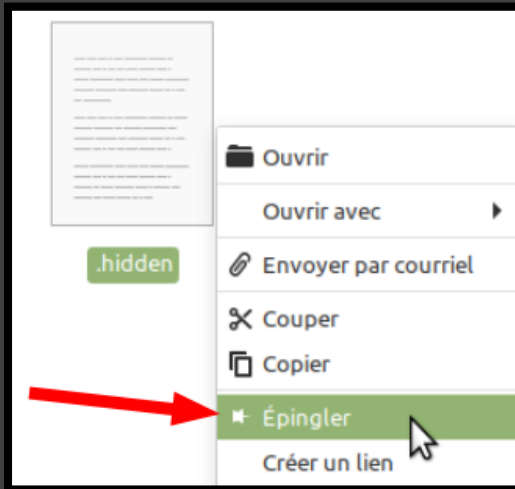 .hidden
Ouvrir
Ouvrir avec
Envoyer par courriel
Couper
Copier
Épingler
Créer un lien